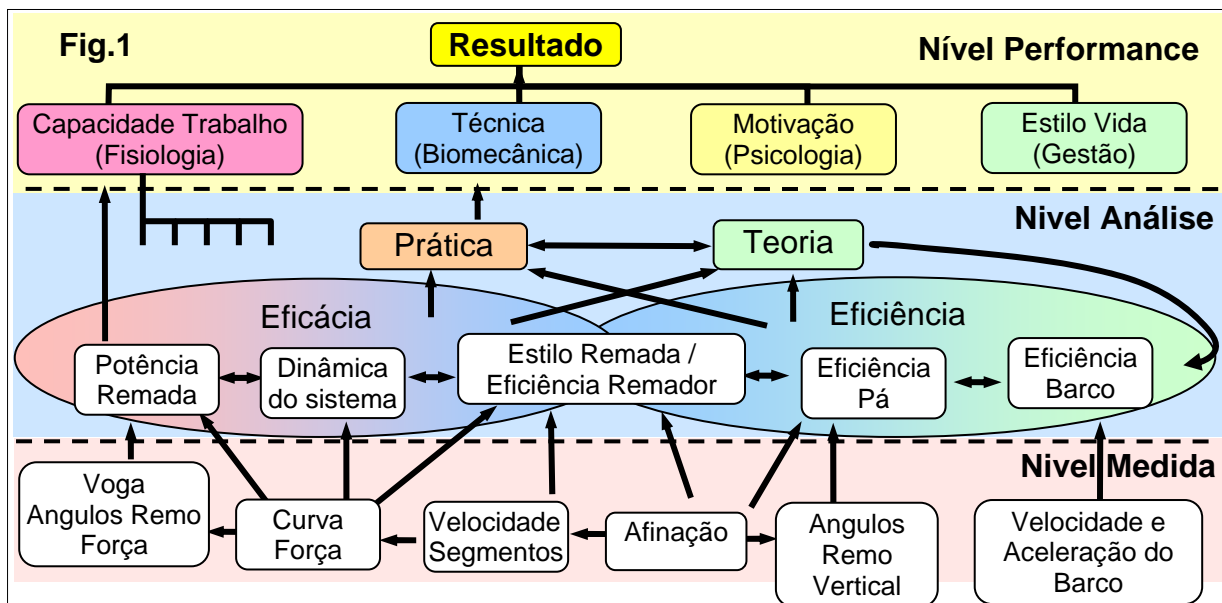 Fig.1
Resultado
Nível Performance
Capacidade Trabalho
(Fisiologia)
Técnica
(Biomecânica)
Motivação
(Psicologia)
Estilo Vida
(Gestão)
Nivel Análise
Prática
Teoria
Eficácia
Eficiência
Potência
Remada
Dinâmica
do sistema
Estilo Remada /
Eficiência Remador
Eficiência
Pá
Eficiência
Barco
Nivel Medida
Voga
Angulos Remo
Força
Curva
Força
Velocidade
Segmentos
Afinação
Angulos
Remo
Vertical
Velocidade e
Aceleração do
Barco